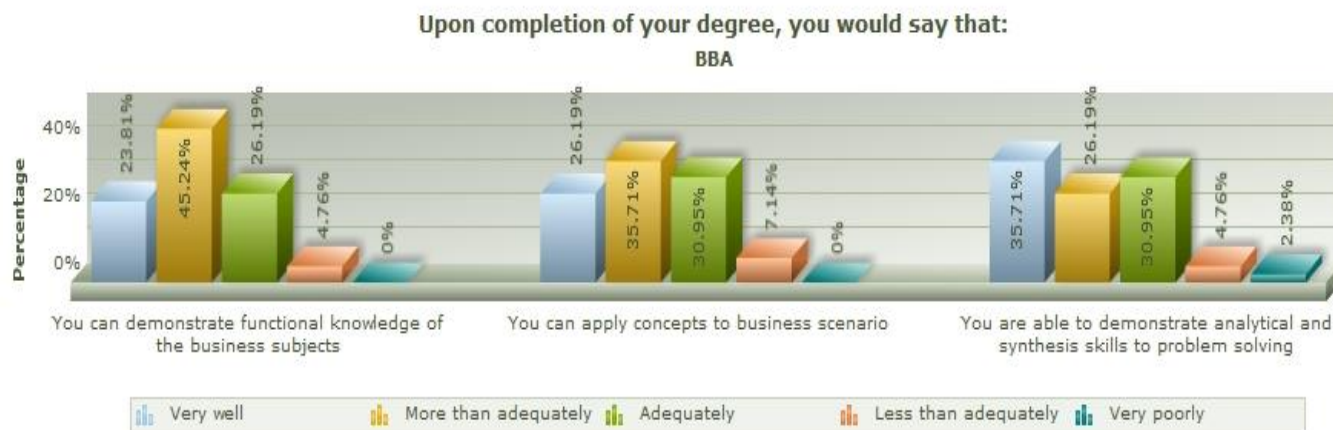 Upon completion of your degree, you would say that:
BBA
Percentage
40%
20%
0%
23.81%
45.24%
26.19%
4.76%
0%
26.19%
35.71%
30.95%
7.14%
0%
35.71%
26.19%
30.95%
4.76%
2.38%
You can demonstrate functional knowledge of
the business subjects
You can apply concepts to business scenario
You are able to demonstrate analytical and
synthesis skills to problem solving
Very well
More than adequately
Adequately
Less than adequately
Very poorly